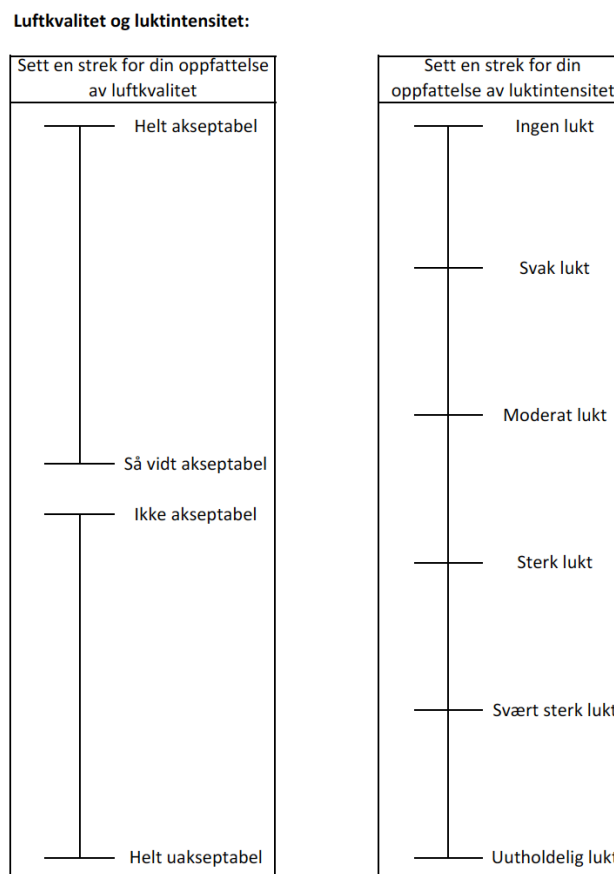 Luftkvalitet og luktintensitet:
Sett en strek for din oppfattelse
av luftkvalitet
Helt akseptabel
Så vidt akseptabel
Ikke akseptabel
Helt uakseptabel
Sett en strek for din
oppfattelse av luktintensitet
Ingen lukt
Svak lukt
Moderat lukt
Sterk lukt
Svært sterk lukt
Uutholdelig lukt